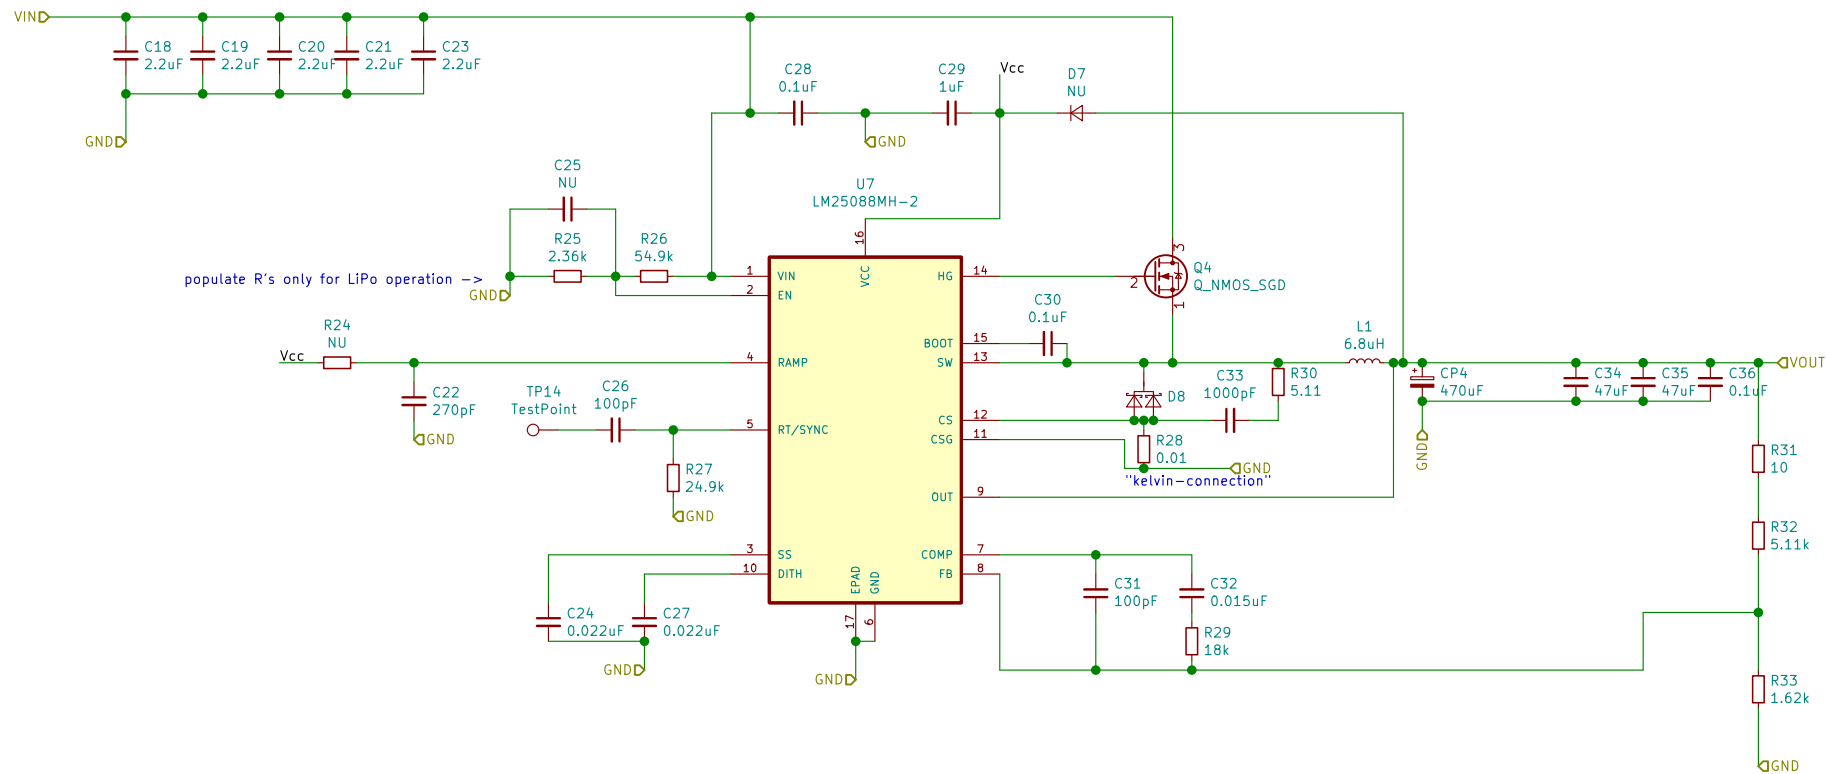 VIN
C18
2.2uF
C19
2.2uF
C20
2.2uF
C21
2.2uF
C23
2.2uF
GND
C28
0.1uF
C29
1uF
Vcc
D7
NU
GND
C25
NU
U7
LM25088MH-2
R25
2.36k
R26
54.9k
populate R's only for LiPo operation ->
GND
16
VCC
1
VIN
2
EN
4
RAMP
5
RT/SYNC
3
SS
10
DITH
EPAD
GND
17
6
HG
14
BOOT
15
SW
13
CS
12
CSG
11
OUT
9
COMP
7
FB
8
3
2
1
Q4
Q_NMOS_SGD
C30
0.1uF
L1
6.8uH
R24
NU
Vcc
C22
270pF
GND
TP14
TestPoint
C26
100pF
R27
24.9k
GND
D8
C33
1000pF
R30
5.11
R28
0.01
GND
"kelvin-connection"
+
CP4
470uF
GND
C34
47uF
C35
47uF
C36
0.1uF
VOUT
R31
10
R32
5.11k
R33
1.62k
GND
C24
0.022uF
C27
0.022uF
GND
GND
C31
100pF
C32
0.015uF
R29
18k